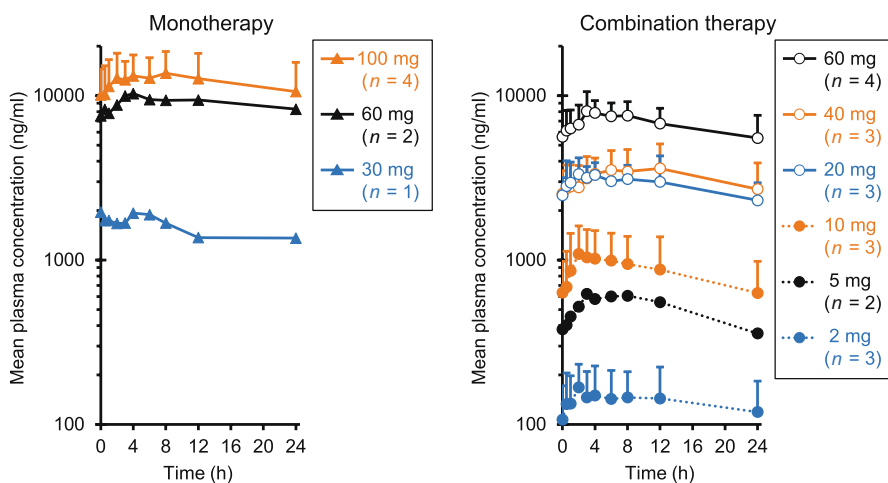 Monotherapy
Mean plasma concentration (ng/ml)
10000
1000
100
0 4 8 12 16 20 24
Time (h)
100 mg
(n = 4)
60 mg
(n = 2)
30 mg
(n = 1)
Combination therapy
Mean plasma concentration (ng/ml)
10000
1000
100
0 4 8 12 16 20 24
Time (h)
60 mg
(n = 4)
40 mg
(n = 3)
20 mg
(n = 3)
10 mg
(n = 3)
5 mg
(n = 2)
2 mg
(n = 3)